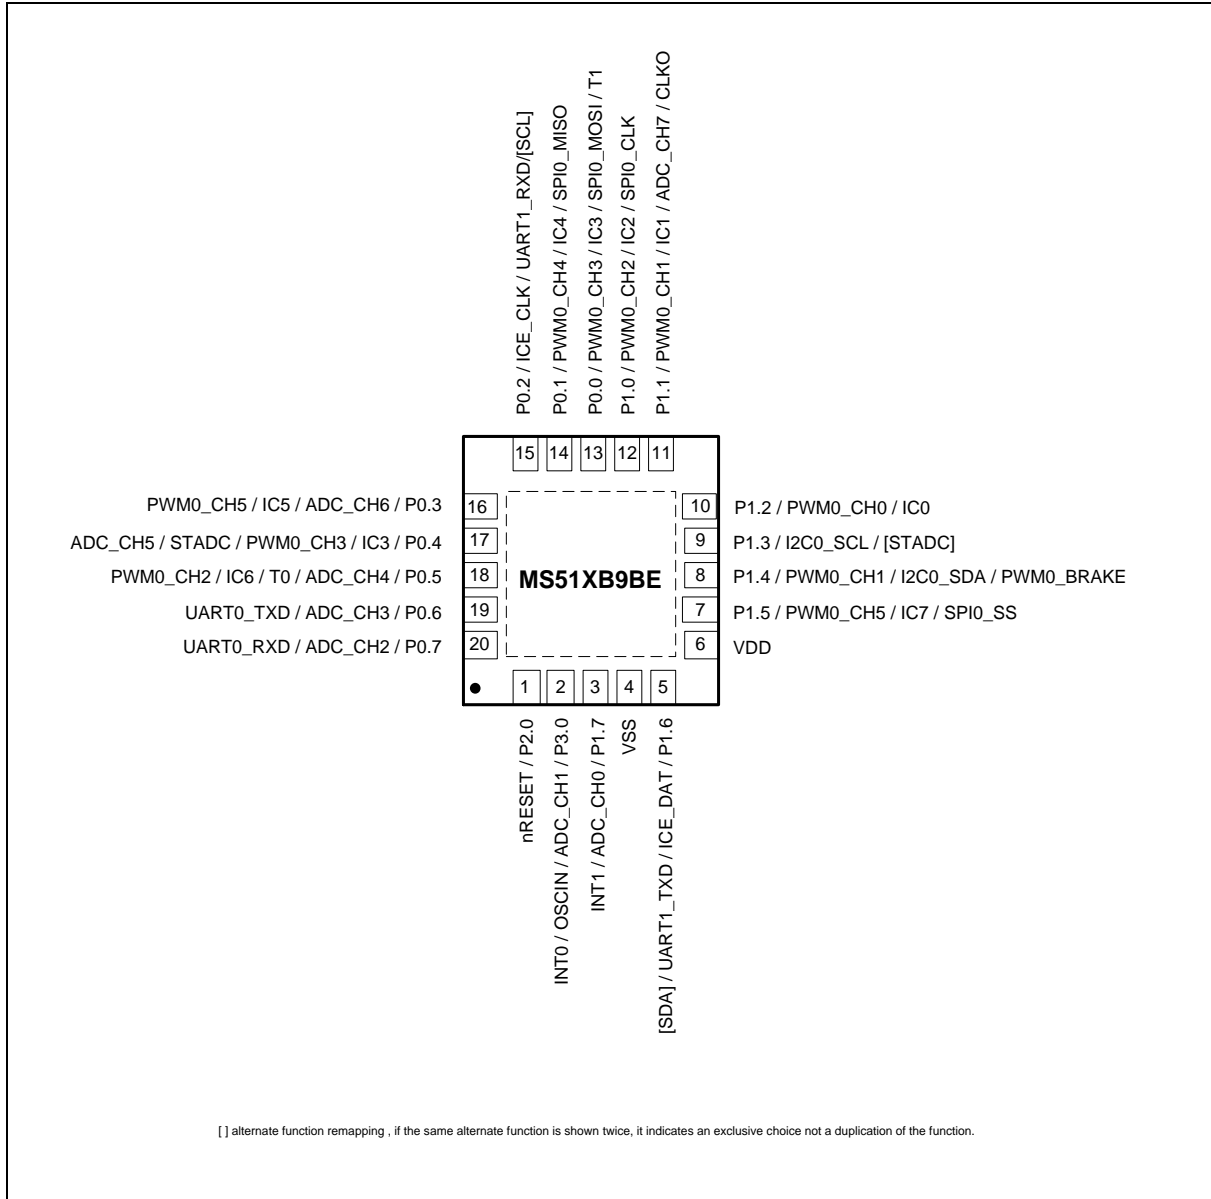 P0.2 / ICE_CLK / UART1_RXD/[SCL]
P0.1 / PWM0_CH4 / IC4 / SPI0_MISO
P0.0 / PWM0_CH3 / IC3 / SPI0_MOSI / T1
P1.0 / PWM0_CH2 / IC2 / SPI0_CLK
P1.1 / PWM0_CH1 / IC1 / ADC_CH7 / CLKO
15 14 13 12 11
PWM0_CH5 / IC5 / ADC_CH6 / P0.3 16 10 P1.2 / PWM0_CH0 / IC0
ADC_CH5 / STADC / PWM0_CH3 / IC3 / P0.4 17 9 P1.3 / I2C0_SCL / [STADC]
PWM0_CH2 / IC6 / T0 / ADC_CH4 / P0.5 18 MS51XB9BE 8 P1.4 / PWM0_CH1 / I2C0_SDA / PWM0_BRAKE
UART0_TXD / ADC_CH3 / P0.6 19 7 P1.5 / PWM0_CH5 / IC7 / SPI0_SS
UART0_RXD / ADC_CH2 / P0.7 20 6 VDD
1 2 3 4 5
nRESET / P2.0
INT0 / OSCIN / ADC_CH1 / P3.0
INT1 / ADC_CH0 / P1.7
VSS
[SDA] / UART1_TXD / ICE_DAT / P1.6
[ ] alternate function remapping , if the same alternate function is shown twice, it indicates an exclusive choice not a duplication of the function.